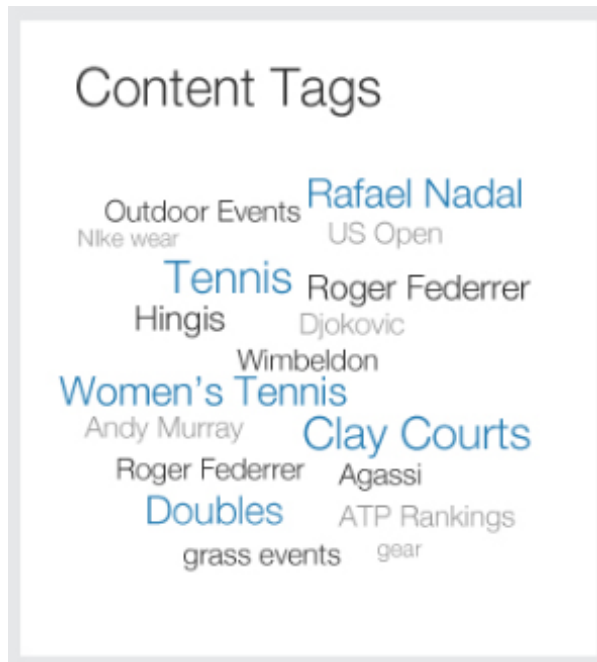 Content Tags
Rafael Nadal
Outdoor Events
NIke wear
US Open
Tennis
Roger Federrer
Hingis
Djokovic
Wimbeldon
Women's Tennis
Andy Murray
Clay Courts
Roger Federrer
Agassi
Doubles
ATP Rankings
grass events
gear